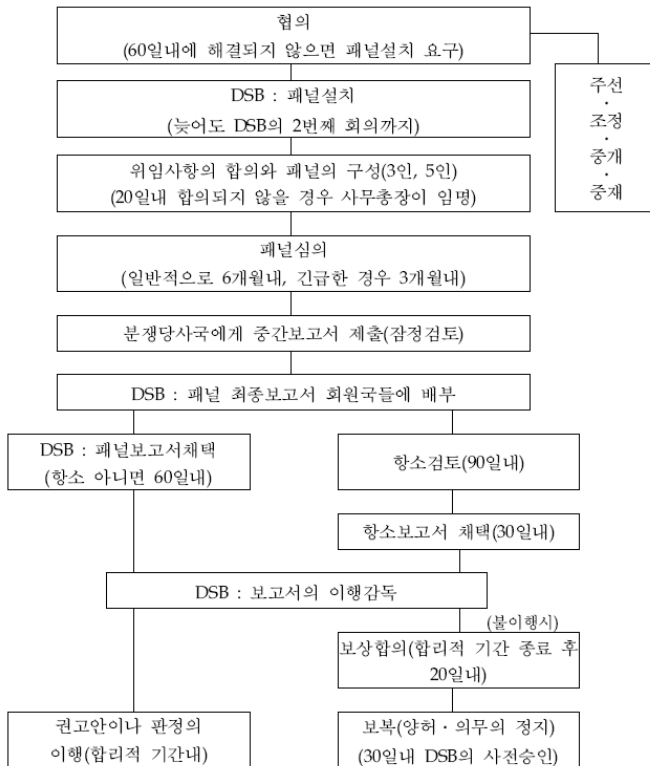 협의
(60일내에 해결되지 않으면 패널설치 요구)
주선
·
조정
·
중개
·
중재
DSB : 패널설치
(늦어도 DSB의 2번째 회의까지)
위임사항의 합의와 패널의 구성(3인, 5인)
(20일내 합의되지 않을 경우 사무총장이 임명)
패널심의
(일반적으로 6개월내, 긴급한 경우 3개월내)
분쟁당사국에게 중간보고서 제출(잠정검토)
DSB : 패널 최종보고서 회원국들에 배부
DSB : 패널보고서채택
(항소 아니면 60일내)
항소검토(90일내)
항소보고서 채택(30일내)
DSB : 보고서의 이행감독
(불이행시)
보상합의(합리적 기간 종료 후
20일내)
권고안이나 판정의
이행(합리적 기간내)
보복(양허·의무의 정지)
(30일내 DSB의 사전승인)